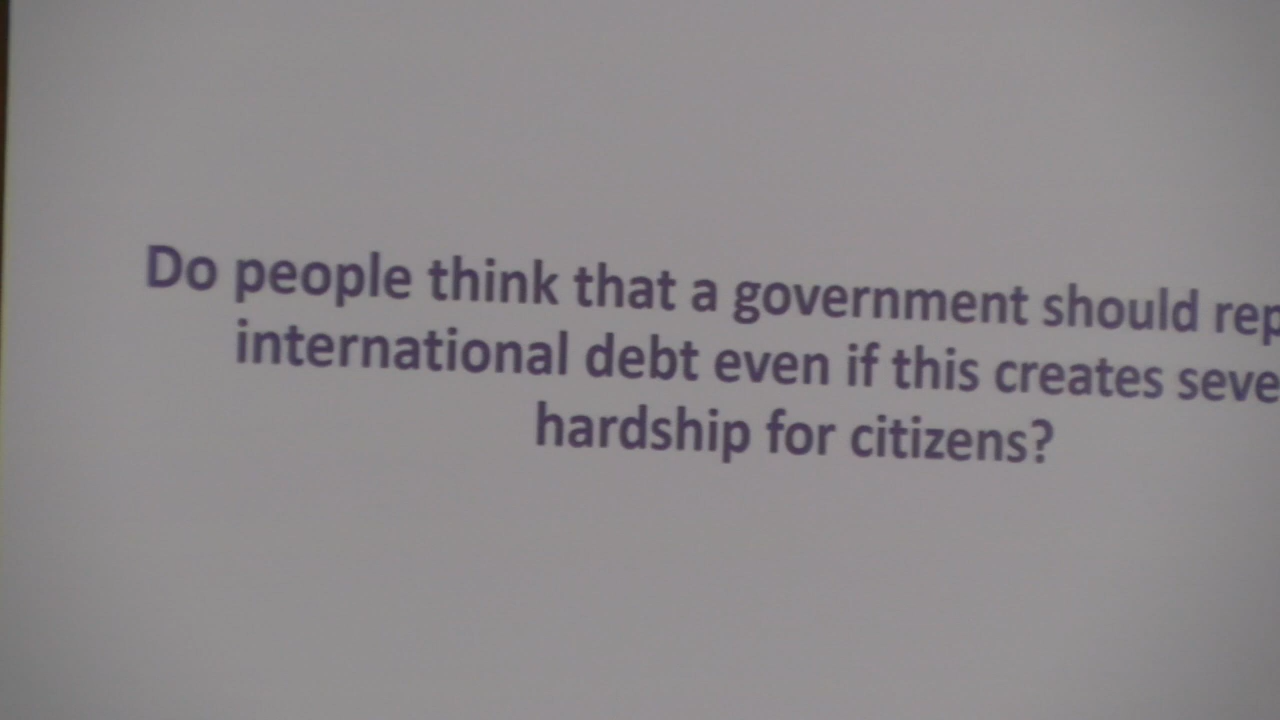 Do people think that a government should rep
international debt even if this creates seve
hardship for citizens?